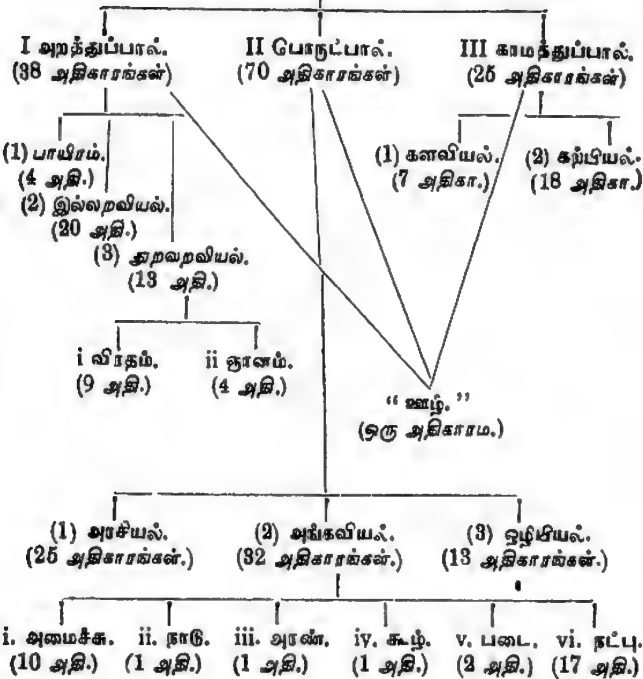 I அறத்துப்பால். II பொருட்பால். III காமத்துப்பால்.
(38 அதிகாரங்கள்) (70 அதிகாரங்கள்) (25 அதிகாரங்கள்)
(1) பாயிரம். (1) களவியல். (2) கற்பியல்.
(4 அதி.) (7 அதிகா.) (18 அதிகா.)
(2) இல்லறவியல்.
(20 அதி.)
(3) துறவறவியல்.
(13 அதி.)
i விரதம். ii ஞானம்.
(9 அதி.) (4 அதி.)
“ ஊழ். ”
(ஒரு அதிகாரம.)
(1) அரசியல். (2) அங்கவியல். (3) ஒழிபியல்.
(25 அதிகாரங்கள்.) (32 அதிகாரங்கள்.) (13 அதிகாரங்கள்.)
i. அமைச்சு. ii. நாடு. iii. அரண். iv. கூழ். v. படை. vi. நட்பு.
(10 அதி.) (1 அதி.) (1 அதி.) (1 அதி.) (2 அதி.) (17 அதி.)